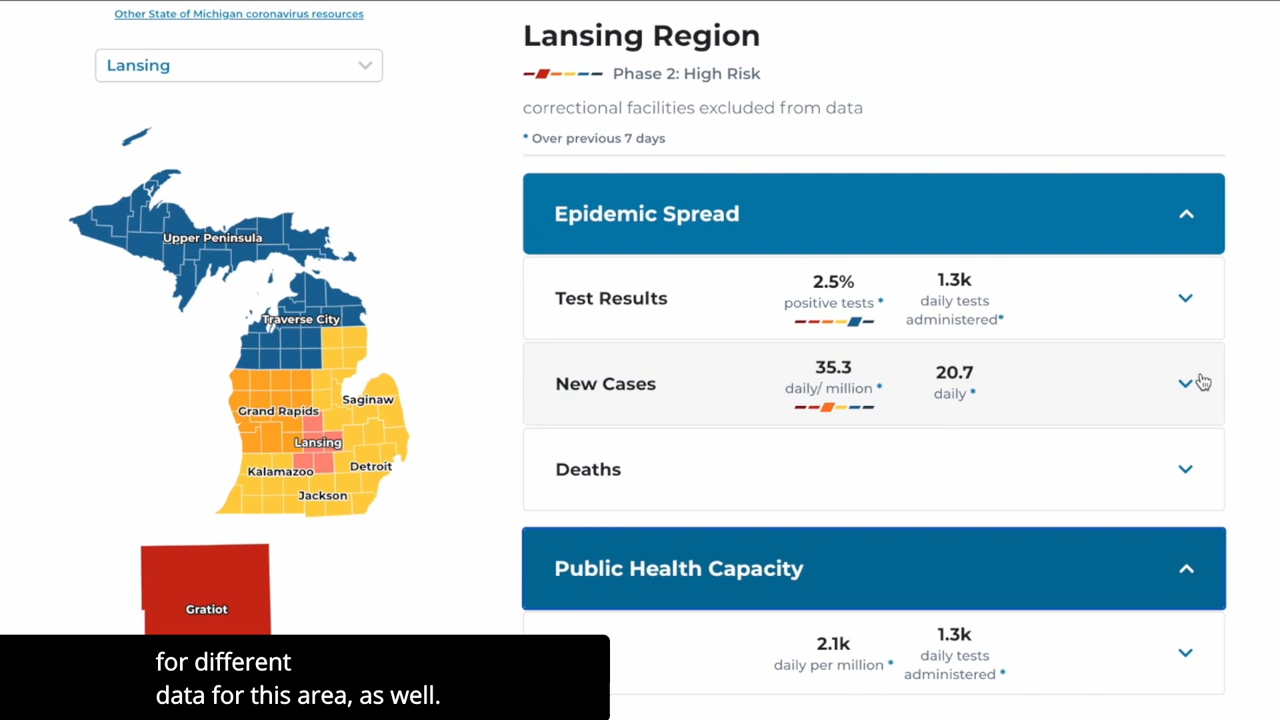 Other State of Michigan coronavirus resources
Lansing
Upper Peninsula
Traverse City
Grand Rapids
Saginaw
Lansing
Kalamazoo
Detroit
Jackson
Gratiot
Lansing Region
Phase 2: High Risk
correctional facilities excluded from data
* Over previous 7 days
Epidemic Spread
Test Results
2.5%
positive tests *
1.3k
daily tests
administered*
New Cases
35.3
daily/ million *
20.7
daily *
Deaths
Public Health Capacity
2.1k
daily per million *
1.3k
daily tests
administered *
for different
data for this area, as well.